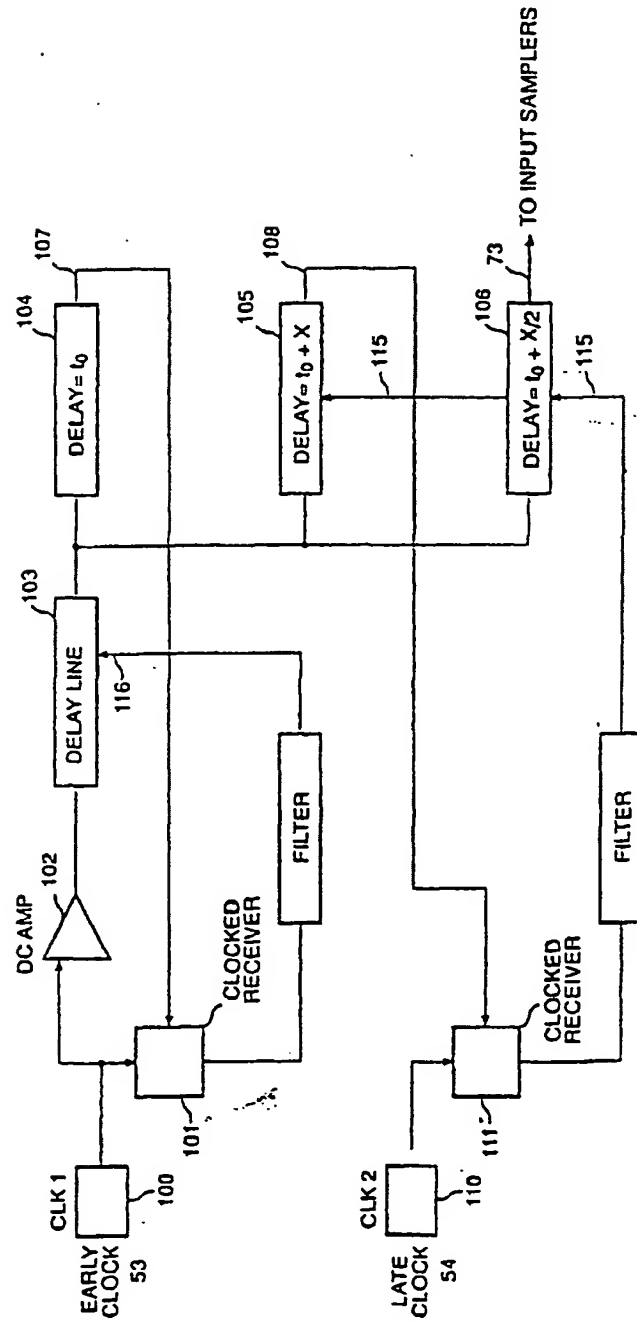 EARLY
CLOCK
53
CLK 1
100
DC AMP
102
101
CLOCKED
RECEIVER
103
DELAY LINE
116
FILTER
104
DELAY= t₀
107
LATE
CLOCK
54
CLK 2
110
111
CLOCKED
RECEIVER
FILTER
105
DELAY= t₀ + X
108
115
106
DELAY= t₀ + X/2
73
TO INPUT SAMPLERS
115